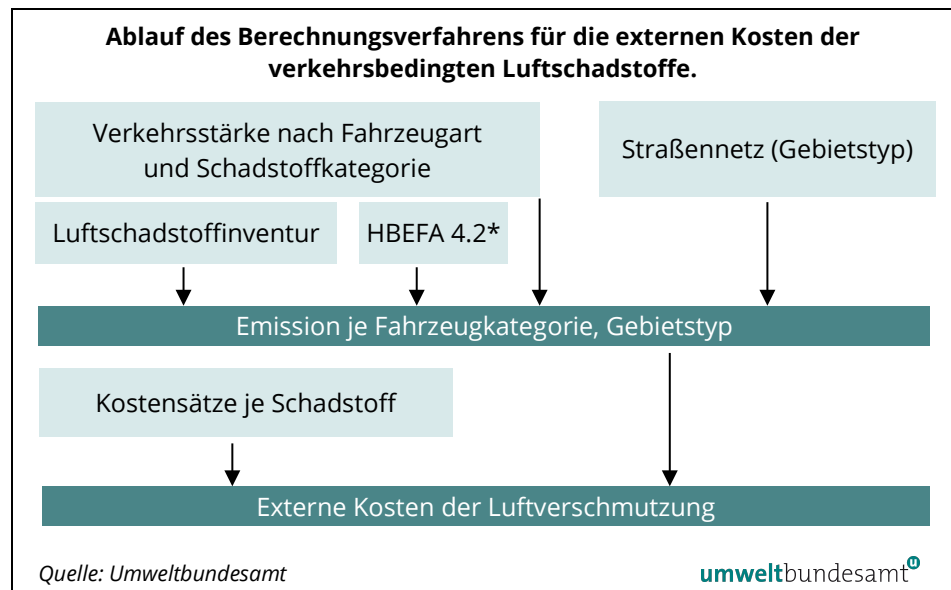 Ablauf des Berechnungsverfahrens für die externen Kosten der
verkehrsbedingten Luftschadstoffe.
Verkehrsstärke nach Fahrzeugart
und Schadstoffkategorie
Straßennetz (Gebietstyp)
Luftschadstoffinventur
HBEFA 4.2*
Emission je Fahrzeugkategorie, Gebietstyp
Kostensätze je Schadstoff
Externe Kosten der Luftverschmutzung
Quelle: Umweltbundesamt
umweltbundesamt u